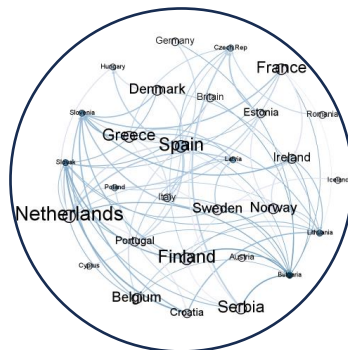 Germany
Czech Rep
Hungary
France
Denmark
Britain
Slovenia
Estonia
Romania
Greece
Spain
Slovak
Latvia
Ireland
Poland
Iceland
Italy
Netherlands
Sweden
Norway
Portugal
Lithuania
Finland
Austria
Cyprus
Bulgaria
Belgium
Croatia
Serbia